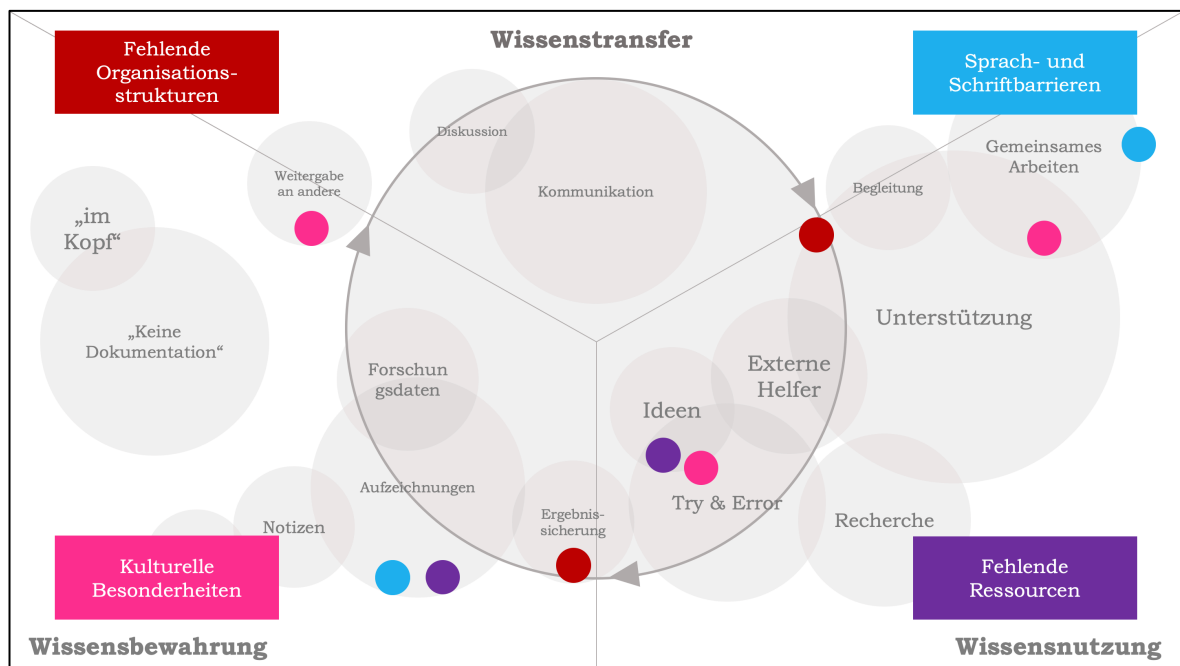 Wissenstransfer
Fehlende
Organisations-
strukturen
Sprach- und
Schriftbarrieren
Diskussion
Kommunikation
Weitergabe
an andere
Begleitung
Gemeinsames
Arbeiten
„im
Kopf“
„Keine
Dokumentation“
Unterstützung
Forschun
gsdaten
Externe
Helfer
Ideen
Aufzeichnungen
Notizen
Ergebnis-
sicherung
Try & Error
Recherche
Kulturelle
Besonderheiten
Fehlende
Ressourcen
Wissensbewahrung
Wissensnutzung